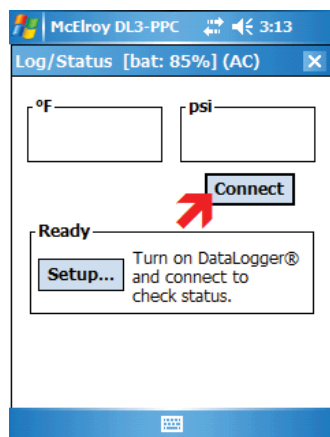 McElroy DL3-PPC 3:13
Log/Status [bat: 85%] (AC)
°F psi
Connect
Ready
Setup... Turn on DataLogger®
and connect to
check status.